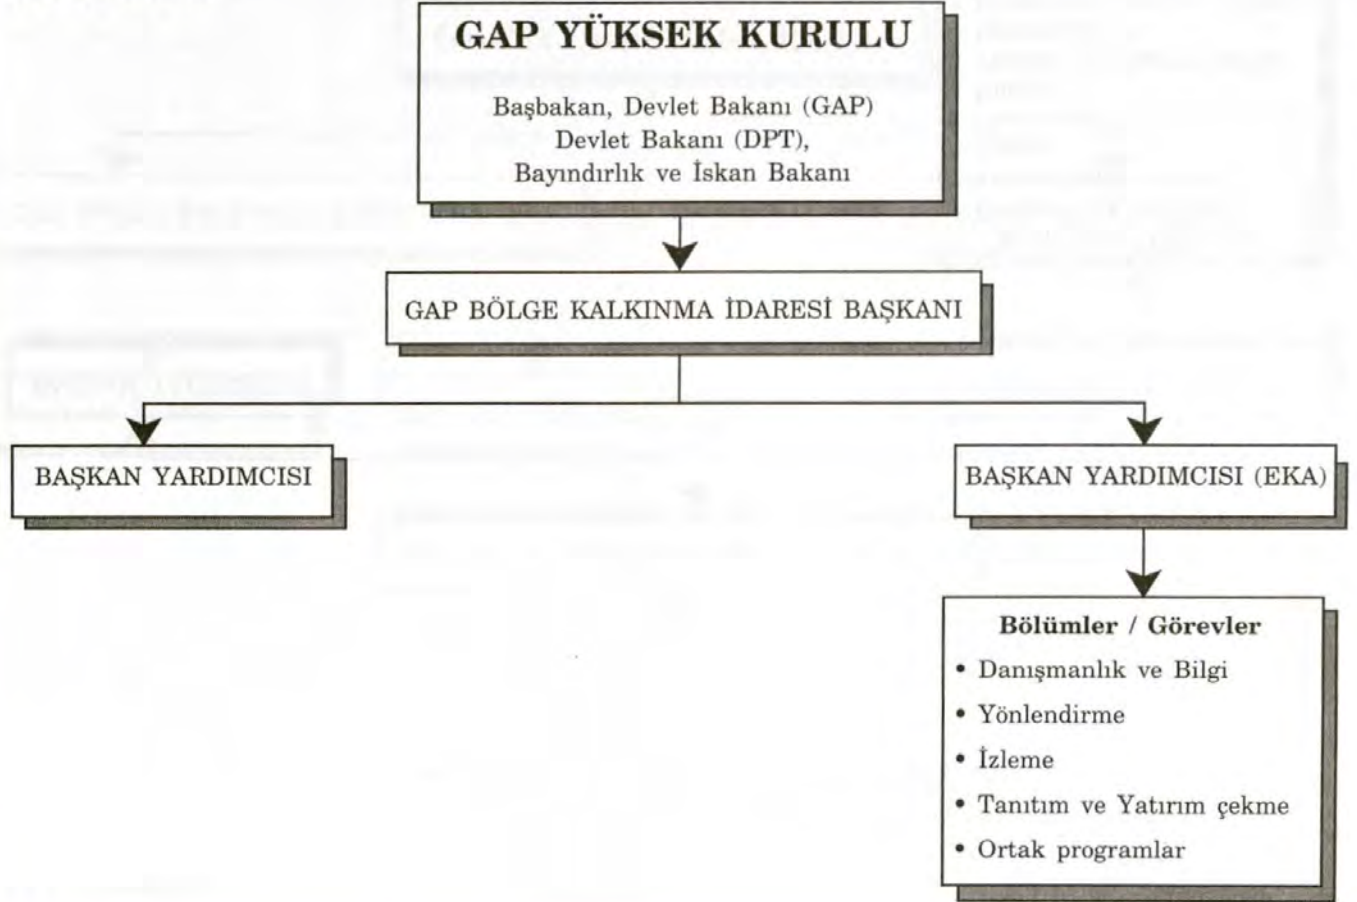 GAP YÜKSEK KURULU
Başbakan, Devlet Bakanı (GAP)
Devlet Bakanı (DPT),
Bayındırlık ve İskan Bakanı
GAP BÖLGE KALKINMA İDARESİ BAŞKANI
BAŞKAN YARDIMCISI
BAŞKAN YARDIMCISI (EKA)
Bölümler / Görevler
• Danışmanlık ve Bilgi
• Yönlendirme
• İzleme
• Tanıtım ve Yatırım çekme
• Ortak programlar